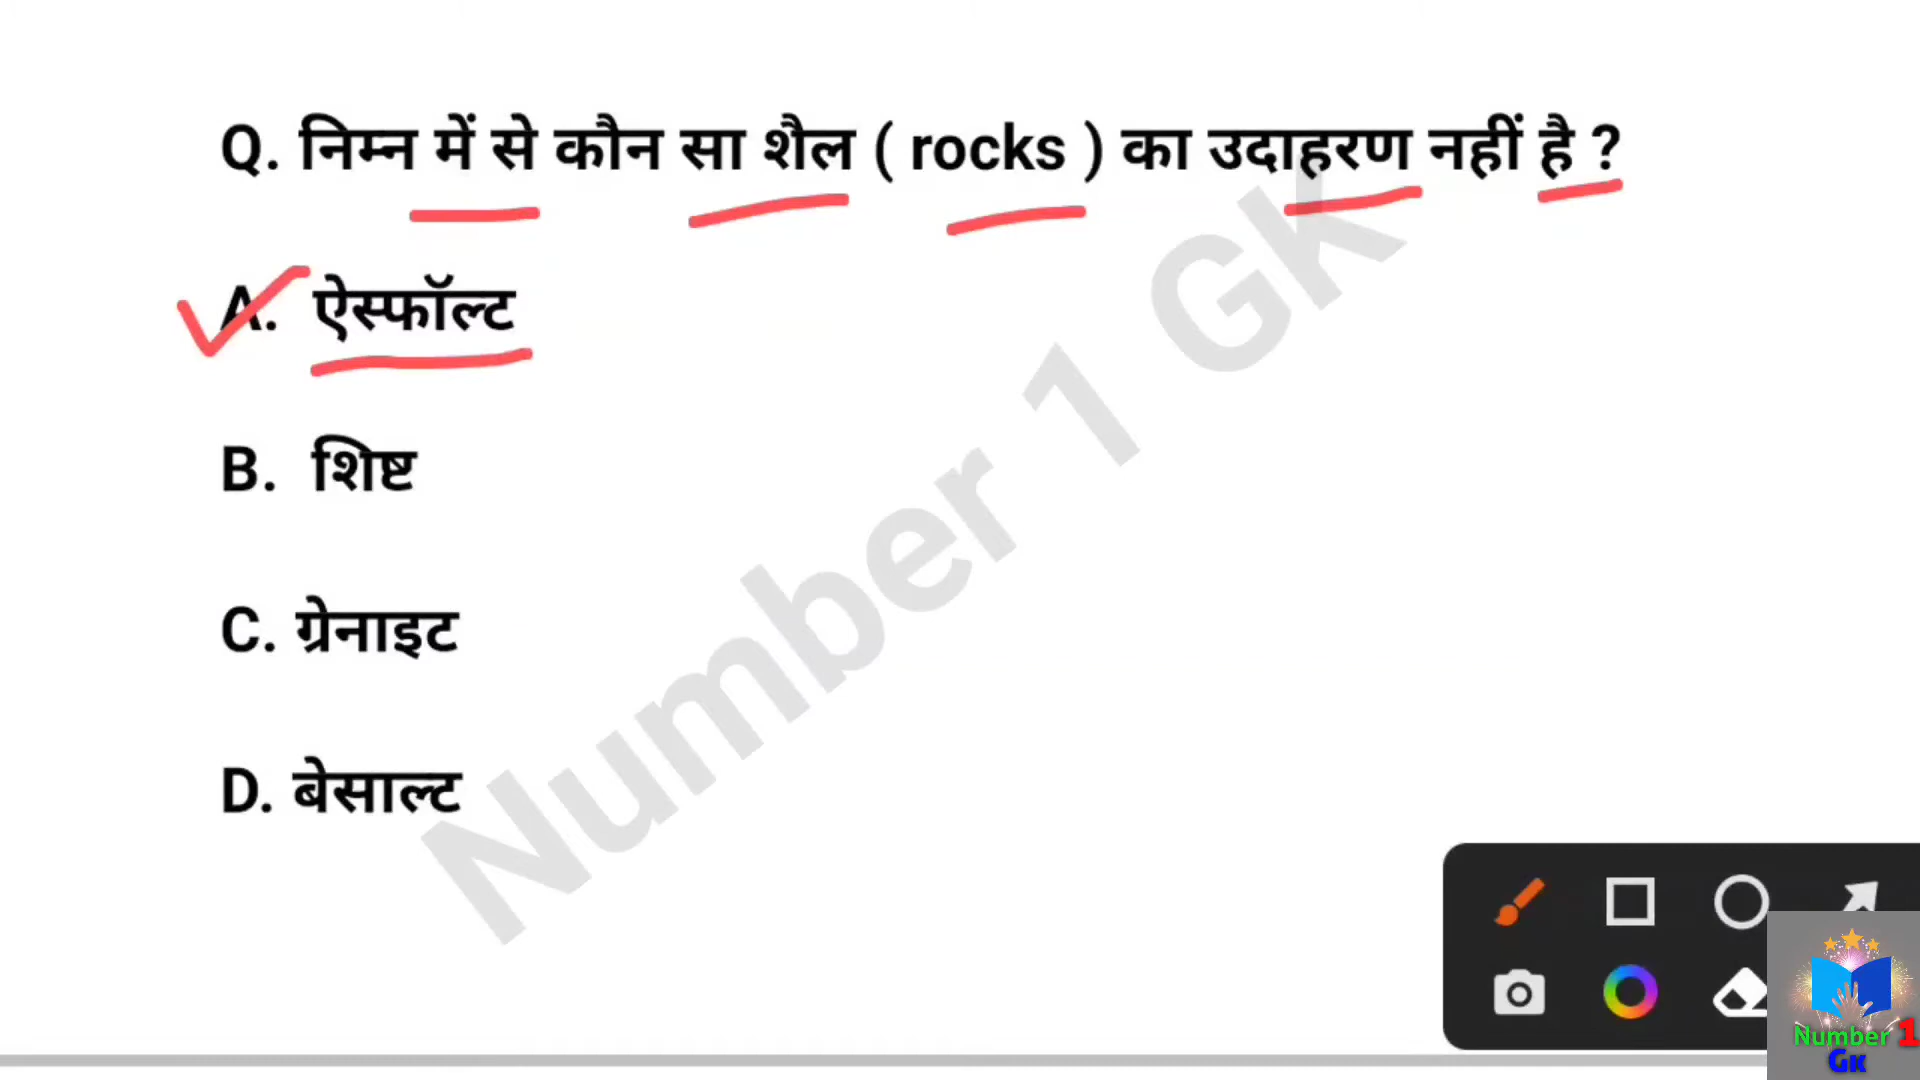 Q. निम्न में से कौन सा शैल ( rocks ) का उदाहरण नहीं है ?
A. ऐस्फॉल्ट
B. शिष्ट
C. ग्रेनाइट
D. बेसाल्ट
Number 1 GK
Number 1
GK